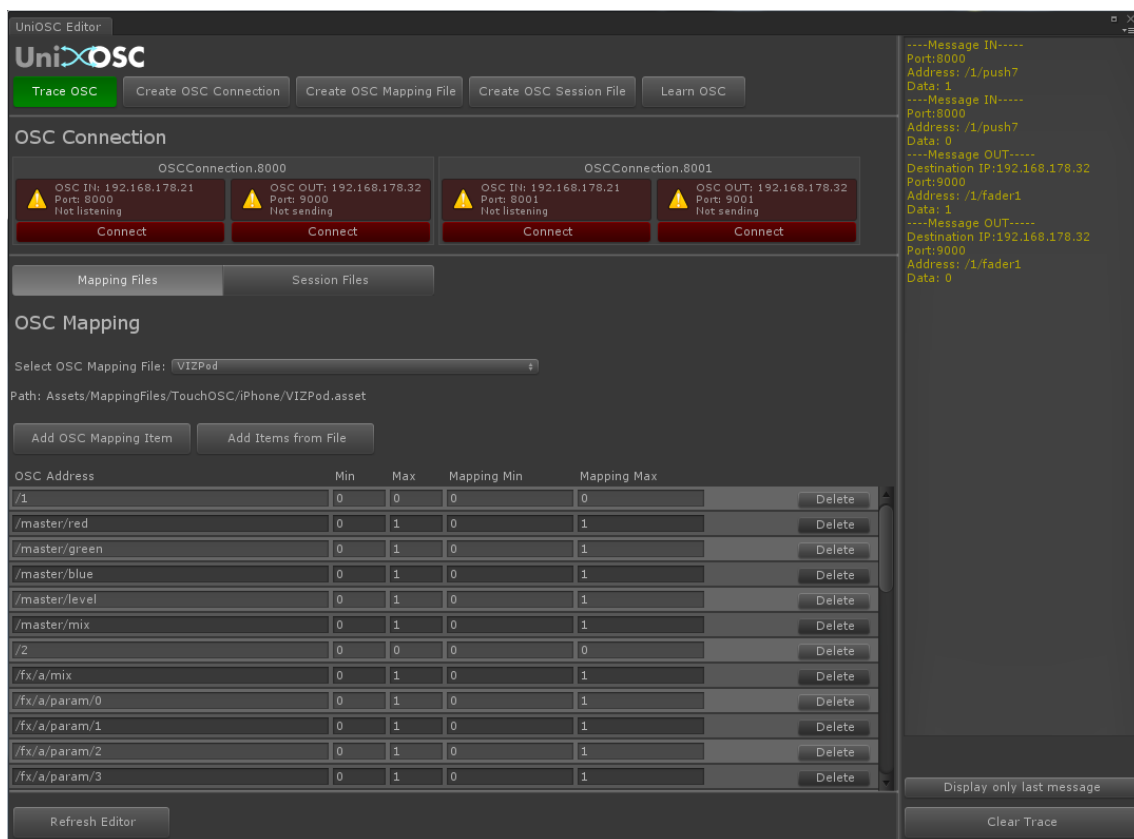 UniOSC Editor
UniOSC
Trace OSC Create OSC Connection Create OSC Mapping File Create OSC Session File Learn OSC
OSC Connection
OSCConnection.8000 OSCConnection.8001
OSC IN: 192.168.178.21 OSC OUT: 192.168.178.32 OSC IN: 192.168.178.21 OSC OUT: 192.168.178.32
Port: 8000 Port: 9000 Port: 8001 Port: 9001
Not listening Not sending Not listening Not sending
Connect Connect Connect Connect
Mapping Files Session Files
OSC Mapping
Select OSC Mapping File: VIZPod
Path: Assets/MappingFiles/TouchOSC/iPhone/VIZPod.asset
Add OSC Mapping Item Add Items from File
OSC Address Min Max Mapping Min Mapping Max
/1 0 0 0 0 Delete
/master/red 0 1 0 1 Delete
/master/green 0 1 0 1 Delete
/master/blue 0 1 0 1 Delete
/master/level 0 1 0 1 Delete
/master/mix 0 1 0 1 Delete
/2 0 0 0 0 Delete
/fx/a/mix 0 1 0 1 Delete
/fx/a/param/0 0 1 0 1 Delete
/fx/a/param/1 0 1 0 1 Delete
/fx/a/param/2 0 1 0 1 Delete
/fx/a/param/3 0 1 0 1 Delete
Refresh Editor
----Message IN-----
Port:8000
Address: /1/push7
Data: 1
----Message IN-----
Port:8000
Address: /1/push7
Data: 0
----Message OUT-----
Destination IP:192.168.178.32
Port:9000
Address: /1/fader1
Data: 1
----Message OUT-----
Destination IP:192.168.178.32
Port:9000
Address: /1/fader1
Data: 0
Display only last message
Clear Trace